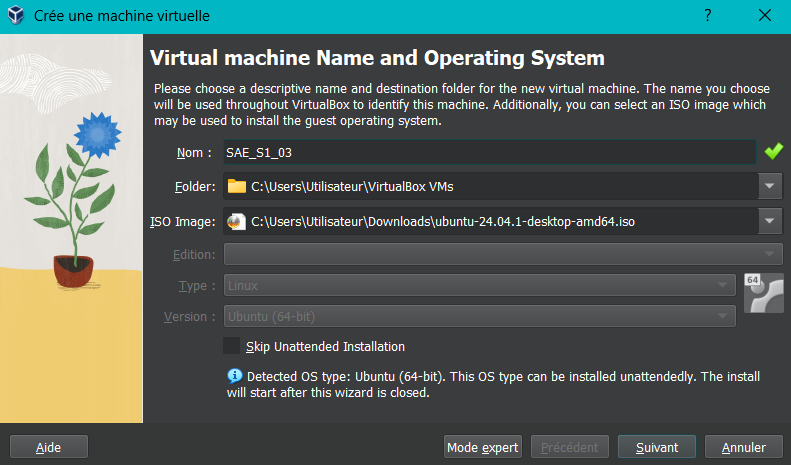 Crée une machine virtuelle
?
Virtual machine Name and Operating System
Please choose a descriptive name and destination folder for the new virtual machine. The name you choose
will be used throughout VirtualBox to identify this machine. Additionally, you can select an ISO image which
may be used to install the guest operating system.
Nom : SAE_S1_03
Folder: C:\Users\Utilisateur\VirtualBox VMs
ISO Image: C:\Users\Utilisateur\Downloads\ubuntu-24.04.1-desktop-amd64.iso
Edition:
Type : Linux
64
Version : Ubuntu (64-bit)
Skip Unattended Installation
Detected OS type: Ubuntu (64-bit). This OS type can be installed unattendedly. The install
will start after this wizard is closed.
Aide Mode expert Précédent Suivant Annuler